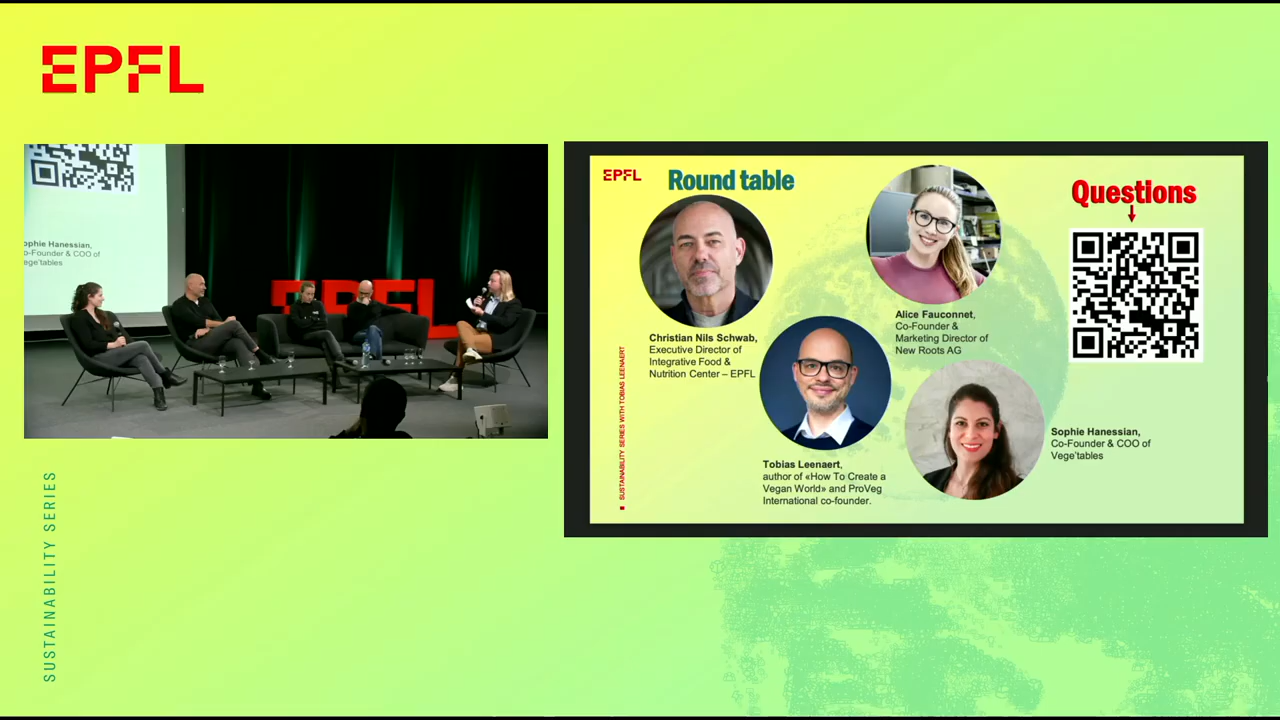 EPFL
ophie Hanessian,
o-Founder & COO of
ege'tables
EPFL
SUSTAINABILITY SERIES
EPFL
Round table
Questions
Christian Nils Schwab,
Executive Director of
Integrative Food &
Nutrition Center – EPFL
Alice Fauconnet,
Co-Founder &
Marketing Director of
New Roots AG
Tobias Leenaert,
author of «How To Create a
Vegan World» and ProVeg
International co-founder.
Sophie Hanessian,
Co-Founder & COO of
Vege'tables
SUSTAINABILITY SERIES WITH TOBIAS LEENAERT